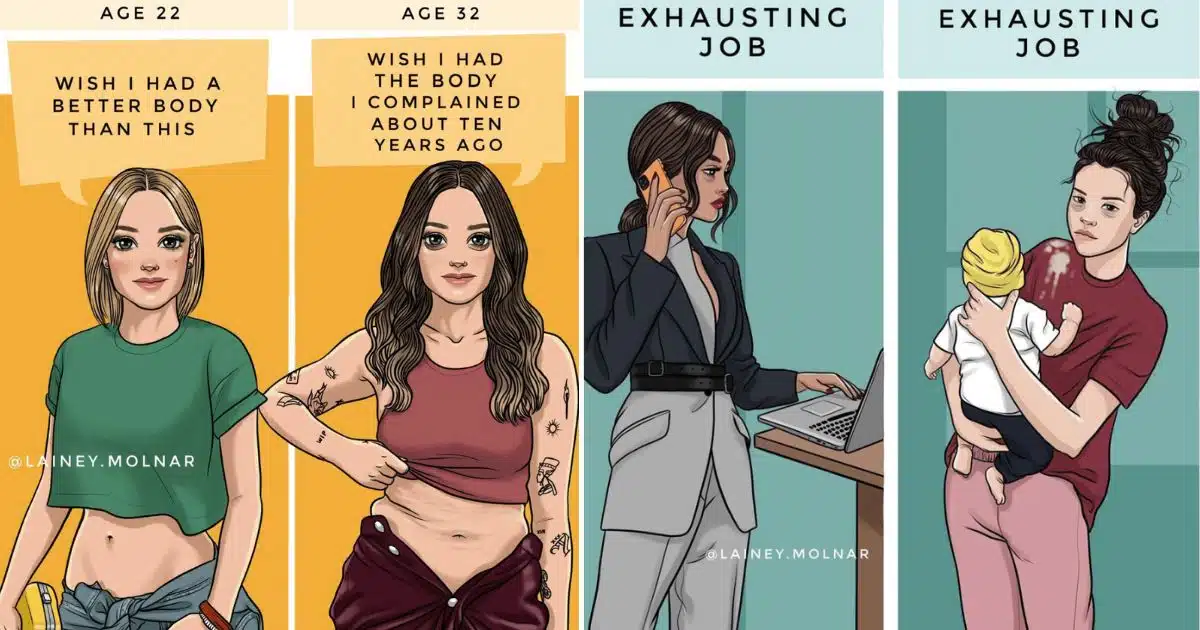 AGE 22
WISH I HAD A
BETTER BODY
THAN THIS
@LAINEY.MOLNAR
AGE 32
WISH I HAD
THE BODY
I COMPLAINED
ABOUT TEN
YEARS AGO
WIP
EXHAUSTING
JOB
@LAINEY.MOLNAR
EXHAUSTING
JOB